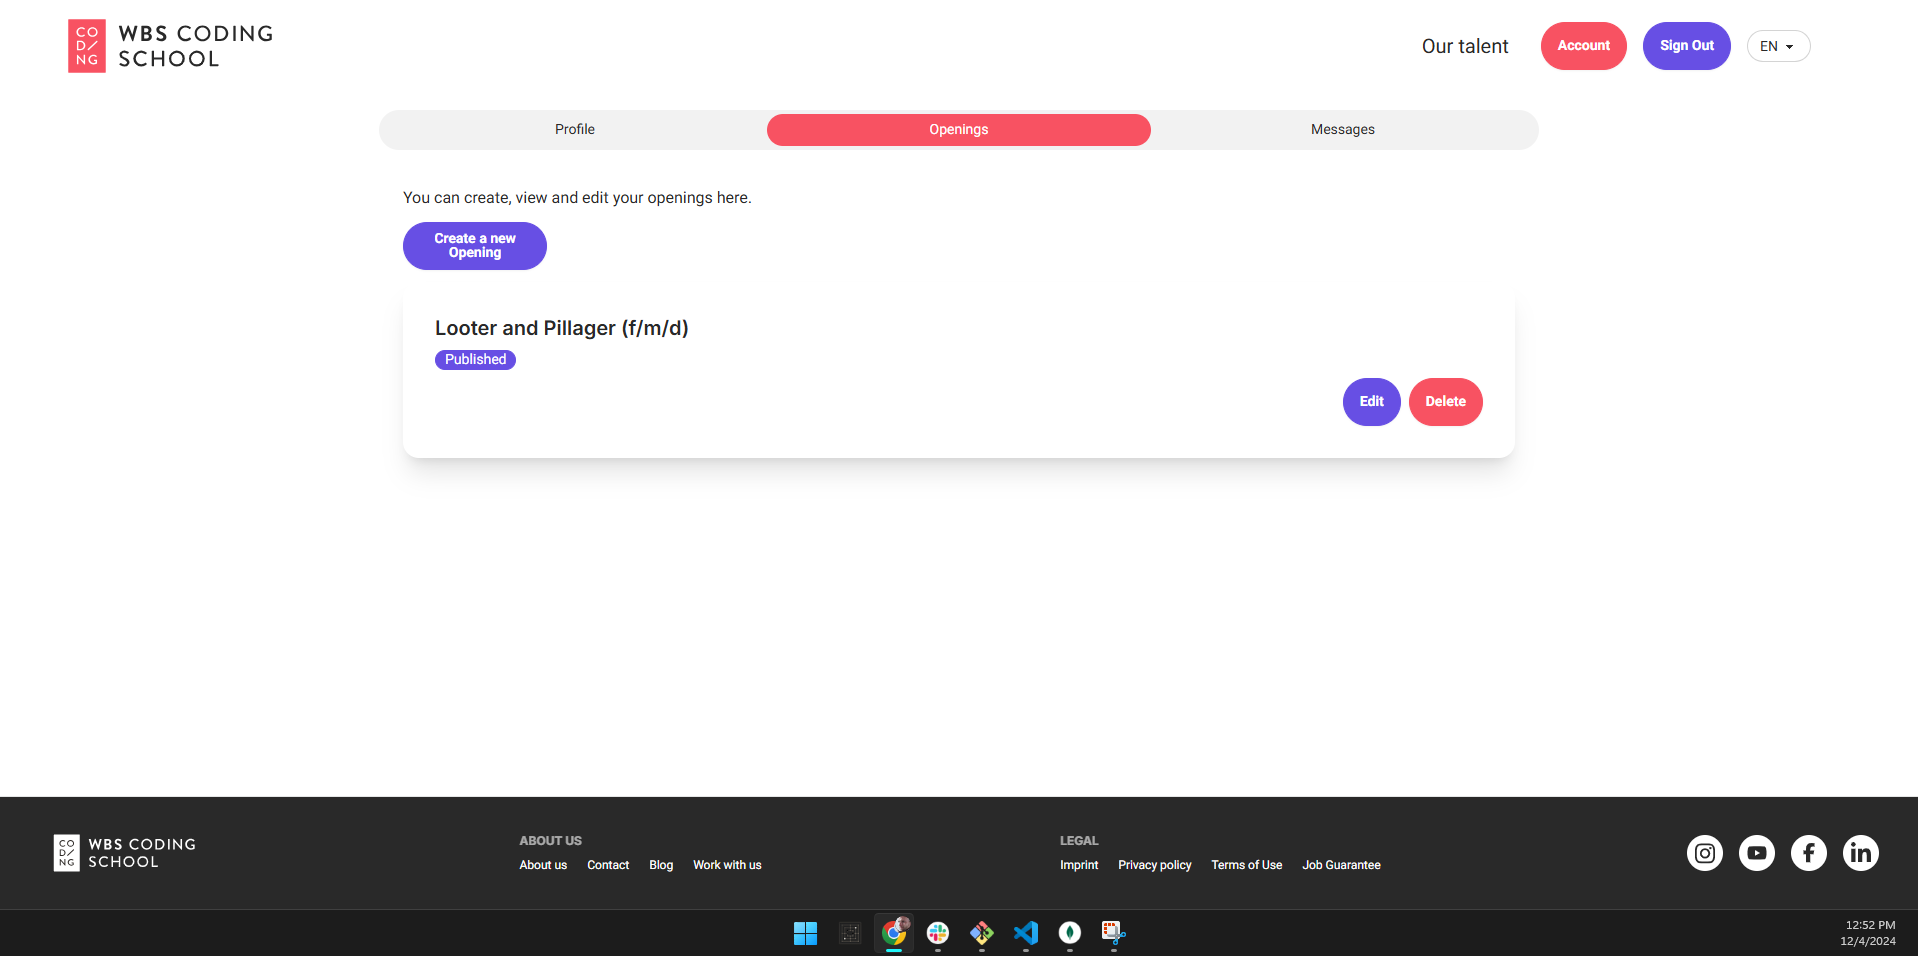 CO
D/
NG
WBS CODING
SCHOOL
Our talent
Account
Sign Out
EN
Profile
Openings
Messages
You can create, view and edit your openings here.
Create a new
Opening
Looter and Pillager (f/m/d)
Published
Edit
Delete
CO
D/
NG
WBS CODING
SCHOOL
ABOUT US
About us
Contact
Blog
Work with us
LEGAL
Imprint
Privacy policy
Terms of Use
Job Guarantee
12:52 PM
12/4/2024